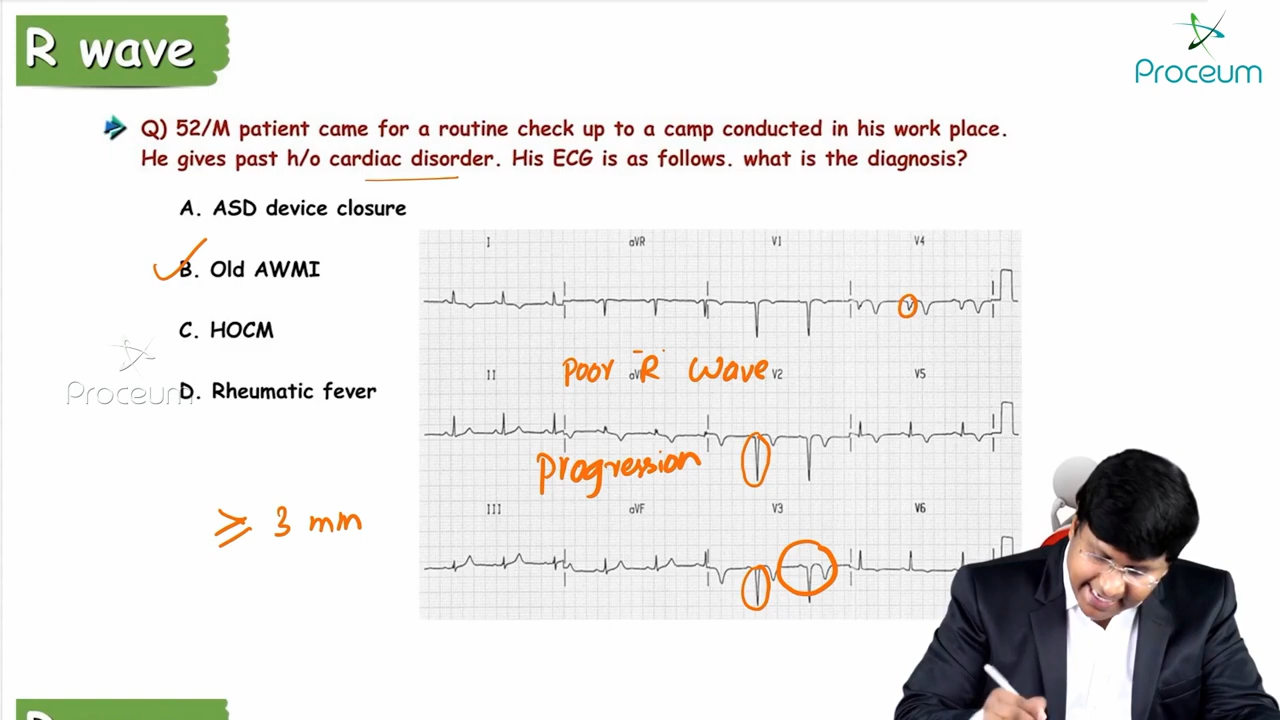 R wave
Proceum
Q) 52/M patient came for a routine check up to a camp conducted in his work place.
He gives past h/o cardiac disorder. His ECG is as follows. what is the diagnosis?
A. ASD device closure
B. Old AWMI
C. HOCM
D. Rheumatic fever
Proceum
≥ 3 mm
I aVR V1 V4
Poor R wave
II V2 V5
Progression
III aVF V3 V6